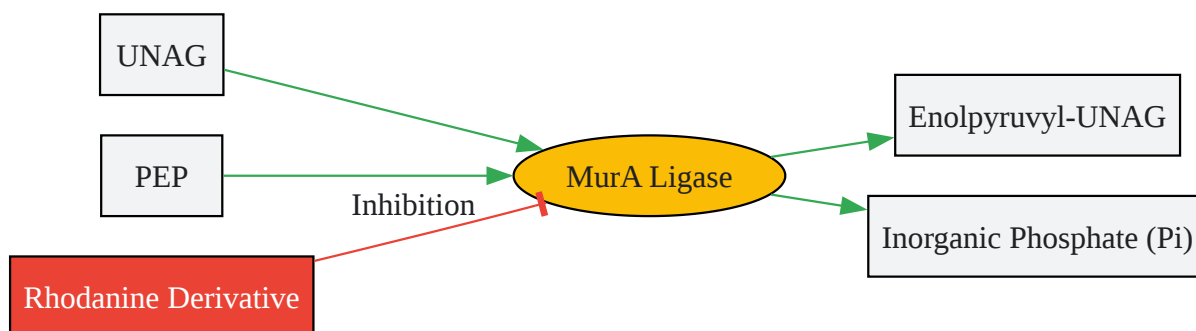 UNAG
Enolpyruvyl-UNAG
PEP
MurA Ligase
Inhibition
Inorganic Phosphate (Pi)
Rhodanine Derivative